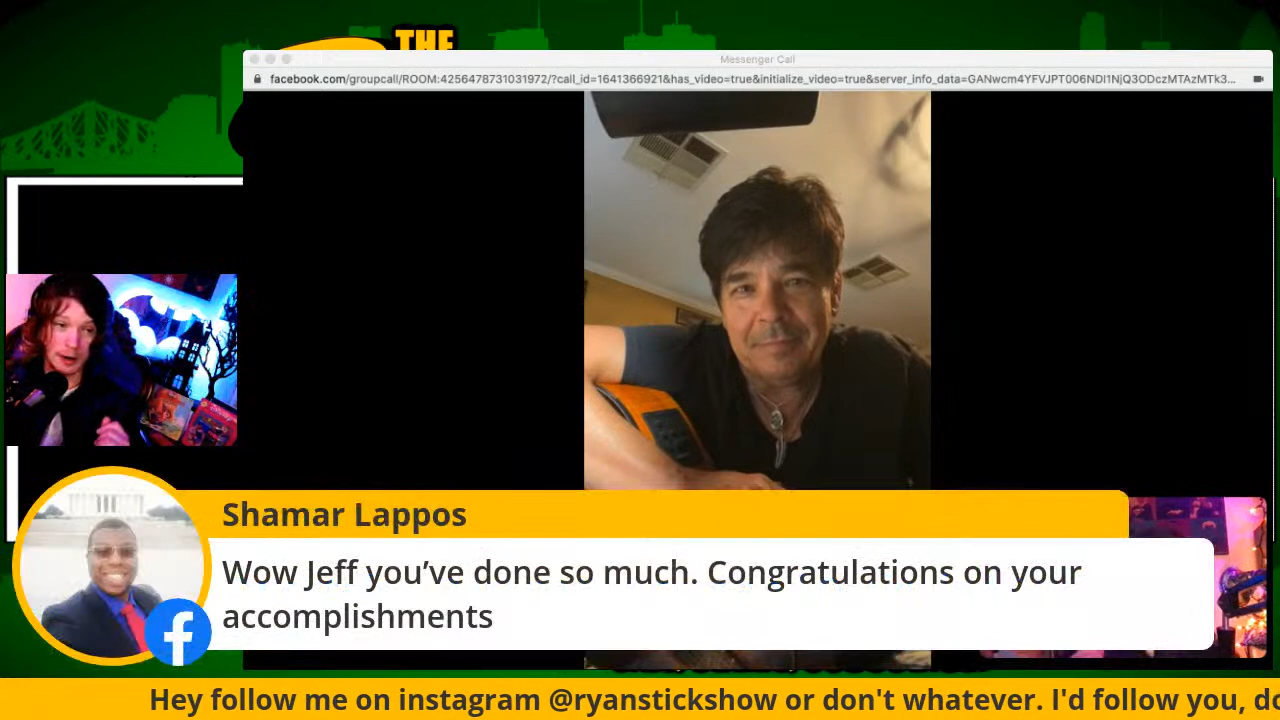 THE
Messenger Call
facebook.com/groupcall/ROOM:4256478731031972/?call_id=1641366921&has_video=true&initialize_video=true&server_info_data=GANwcm4YFVJPT006NDI1NjQ3ODczMTAzMTk3...
Shamar Lappos
Wow Jeff you’ve done so much. Congratulations on your
accomplishments
Hey follow me on instagram @ryanstickshow or don't whatever. I'd follow you, do